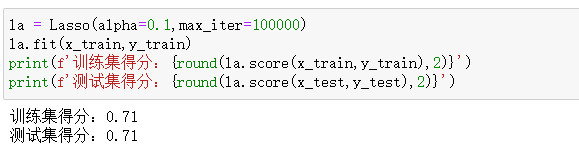 la = Lasso(alpha=0.1,max_iter=100000)
la.fit(x_train,y_train)
print(f'训练集得分：{round(la.score(x_train,y_train),2)}')
print(f'测试集得分：{round(la.score(x_test,y_test),2)}')
训练集得分：0.71
测试集得分：0.71